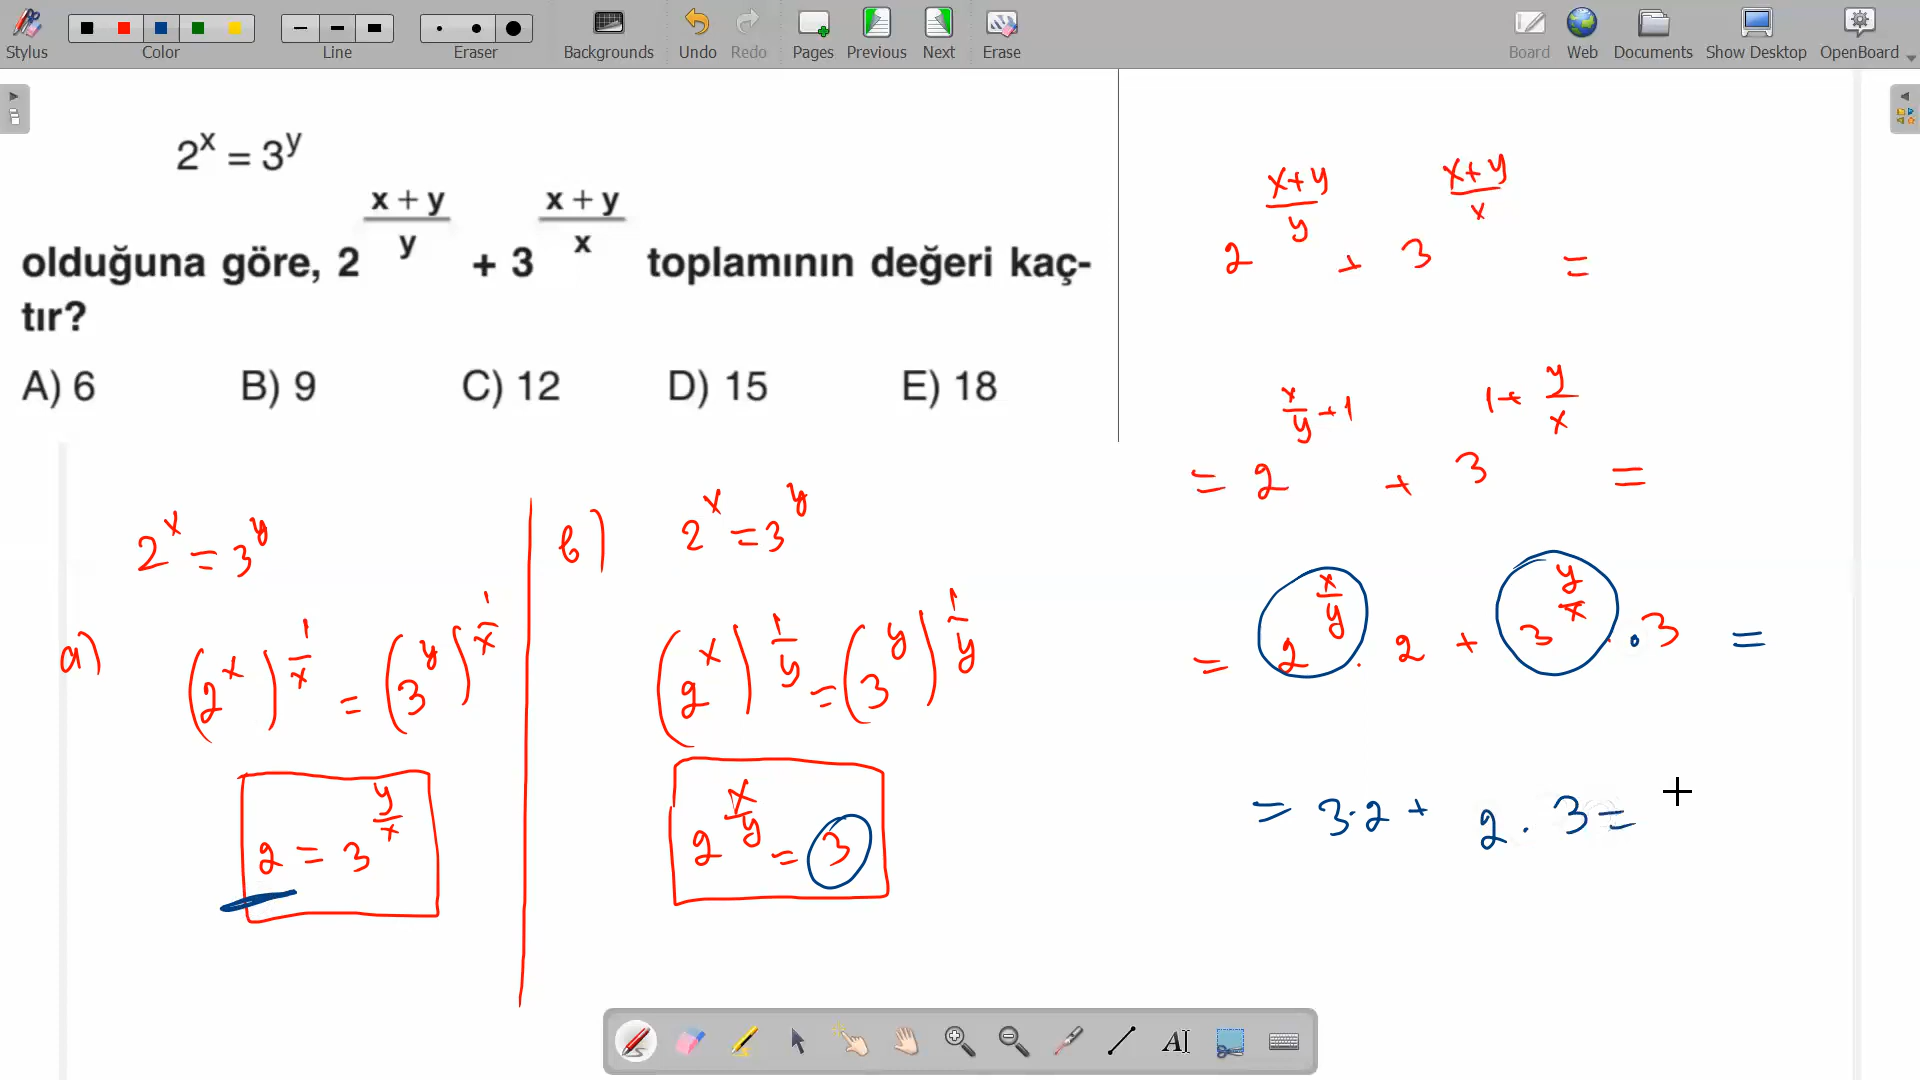 Stylus Color Line Eraser Backgrounds Undo Redo Pages Previous Next Erase Board Web Documents Show Desktop OpenBoard
2^x = 3^y
olduğuna göre, 2^((x + y)/y) + 3^((x + y)/x) toplamının değeri kaç-
tır?
A) 6 B) 9 C) 12 D) 15 E) 18
2^x = 3^y
a) (2^x)^(1/x) = (3^y)^(1/x)
2 = 3^(y/x)
b) 2^x = 3^y
(2^x)^(1/y) = (3^y)^(1/y)
2^(x/y) = 3
2^((x+y)/y) + 3^((x+y)/x) =
= 2^(x/y + 1) + 3^(1 + y/x) =
= 2^(x/y) . 2 + 3^(y/x) . 3 =
= 3.2 + 2.3 =
AI